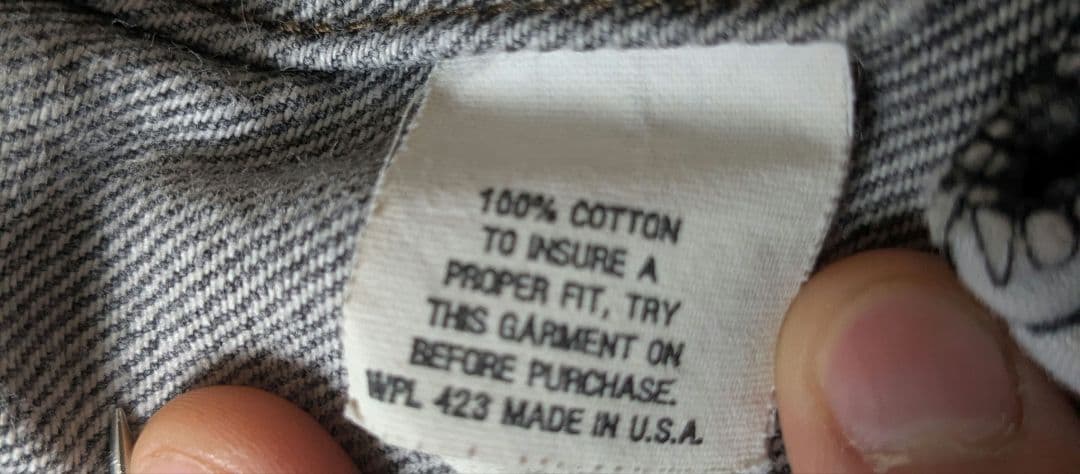 100% COTTON
TO INSURE A
PROPER FIT, TRY
THIS GARMENT ON
BEFORE PURCHASE.
WPL 423 MADE IN U.S.A.